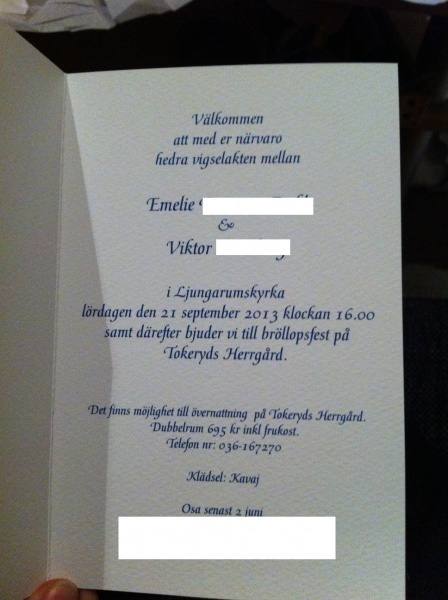 Välkommen
att med er närvaro
hedra vigselakten mellan
Emelie
&
Viktor
i Ljungarumskyrka
lördagen den 21 september 2013 klockan 16.00
samt därefter bjuder vi till bröllopsfest på
Tokeryds Herrgård.
Det finns möjlighet till övernattning på Tokeryds Herrgård.
Dubbelrum 695 kr inkl frukost.
Telefon nr: 036-167270
Klädsel: Kavaj
Osa senast 2 juni